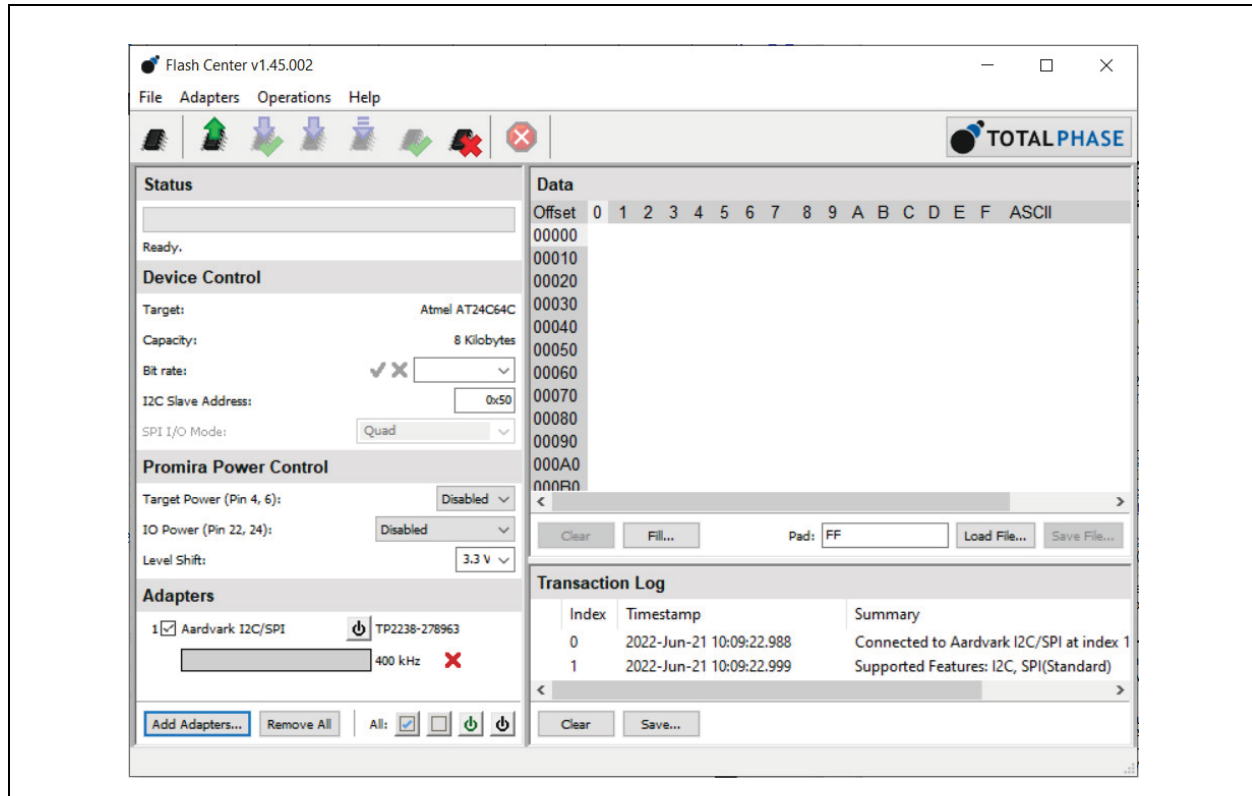 Flash Center v1.45.002
File Adapters Operations Help
TOTALPHASE
Status
Ready.
Device Control
Target: Atmel AT24C64C
Capacity: 8 Kilobytes
Bit rate:
I2C Slave Address: 0x50
SPI I/O Mode: Quad
Promira Power Control
Target Power (Pin 4, 6): Disabled
IO Power (Pin 22, 24): Disabled
Level Shift: 3.3 V
Adapters
1 Aardvark I2C/SPI TP2238-278963
400 kHz
Add Adapters... Remove All All:
Data
Offset 0 1 2 3 4 5 6 7 8 9 A B C D E F ASCII
00000
00010
00020
00030
00040
00050
00060
00070
00080
00090
000A0
000B0
Clear Fill... Pad: FF Load File... Save File...
Transaction Log
Index Timestamp Summary
0 2022-Jun-21 10:09:22.988 Connected to Aardvark I2C/SPI at index 1
1 2022-Jun-21 10:09:22.999 Supported Features: I2C, SPI(Standard)
Clear Save...